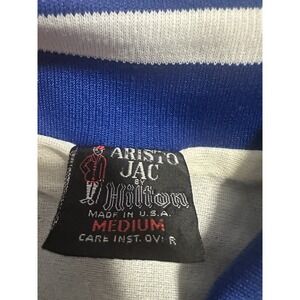 ARISTO
JAC
BY
Hilton
MADE IN U.S.A.
MEDIUM
CARE INST. OVER